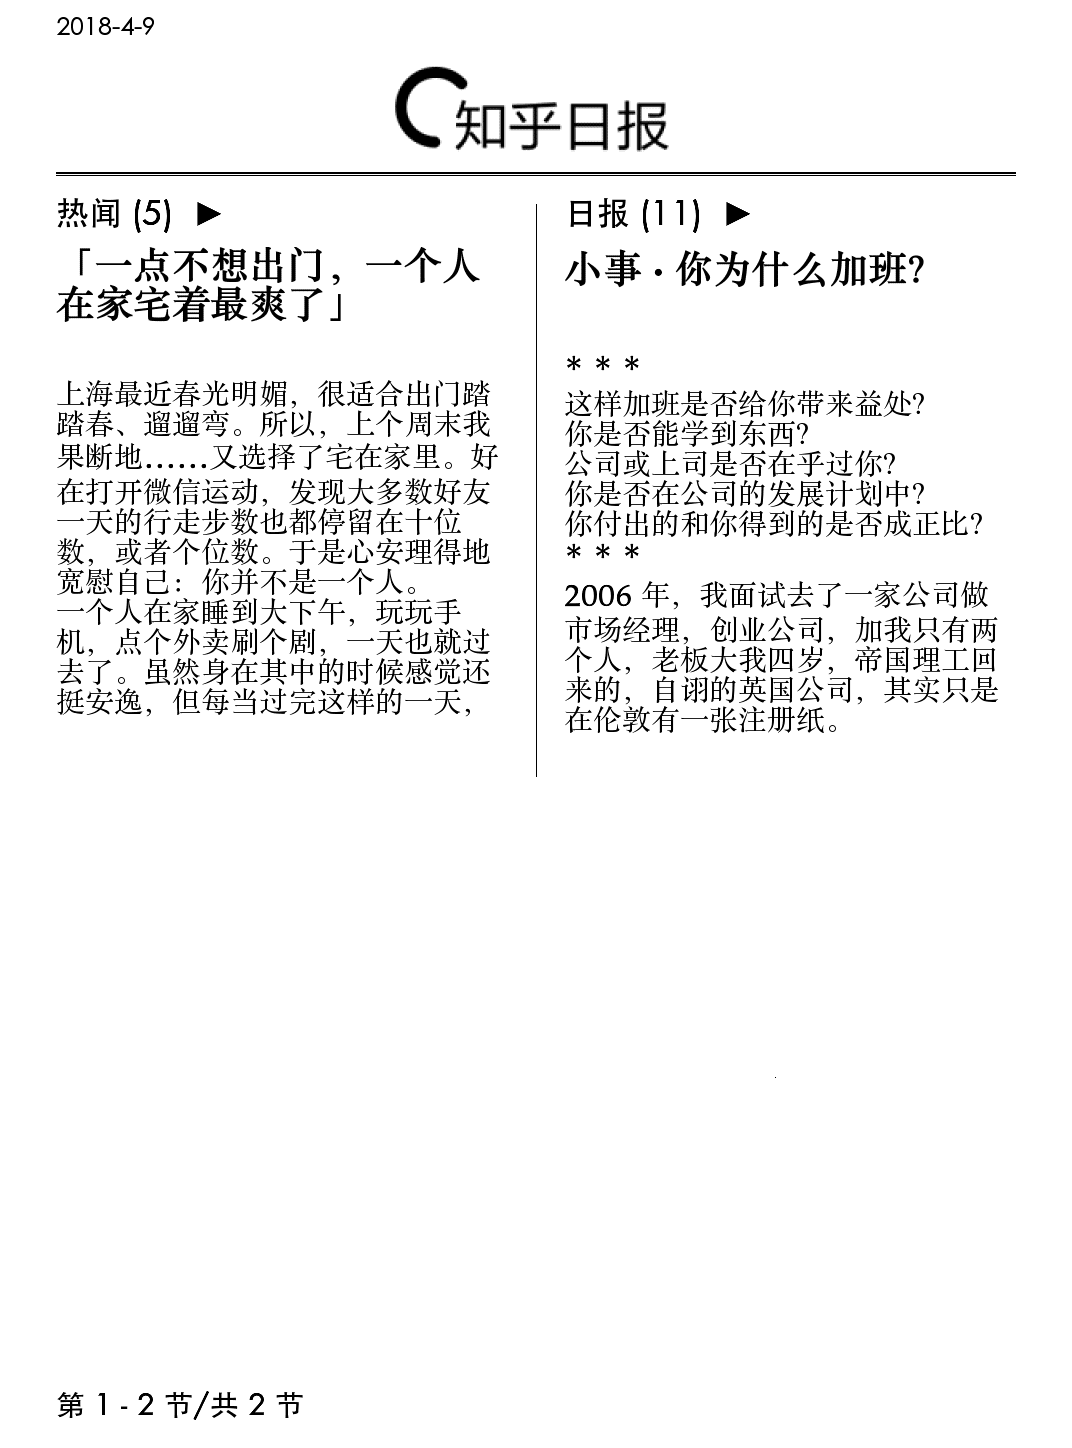 2018-4-9
知乎日报
热闻 (5) ▶
「一点不想出门，一个人
在家宅着最爽了」
上海最近春光明媚，很适合出门踏
踏春、遛遛弯。所以，上个周末我
果断地……又选择了宅在家里。好
在打开微信运动，发现大多数好友
一天的行走步数也都停留在十位
数，或者个位数。于是心安理得地
宽慰自己：你并不是一个人。
一个人在家睡到大下午，玩玩手
机，点个外卖刷个剧，一天也就过
去了。虽然身在其中的时候感觉还
挺安逸，但每当过完这样的一天，
日报 (11) ▶
小事 · 你为什么加班？
* * *
这样加班是否给你带来益处？
你是否能学到东西？
公司或上司是否在乎过你？
你是否在公司的发展计划中？
你付出的和你得到的是否成正比？
* * *
2006 年，我面试去了一家公司做
市场经理，创业公司，加我只有两
个人，老板大我四岁，帝国理工回
来的，自诩的英国公司，其实只是
在伦敦有一张注册纸。
第 1 - 2 节/共 2 节